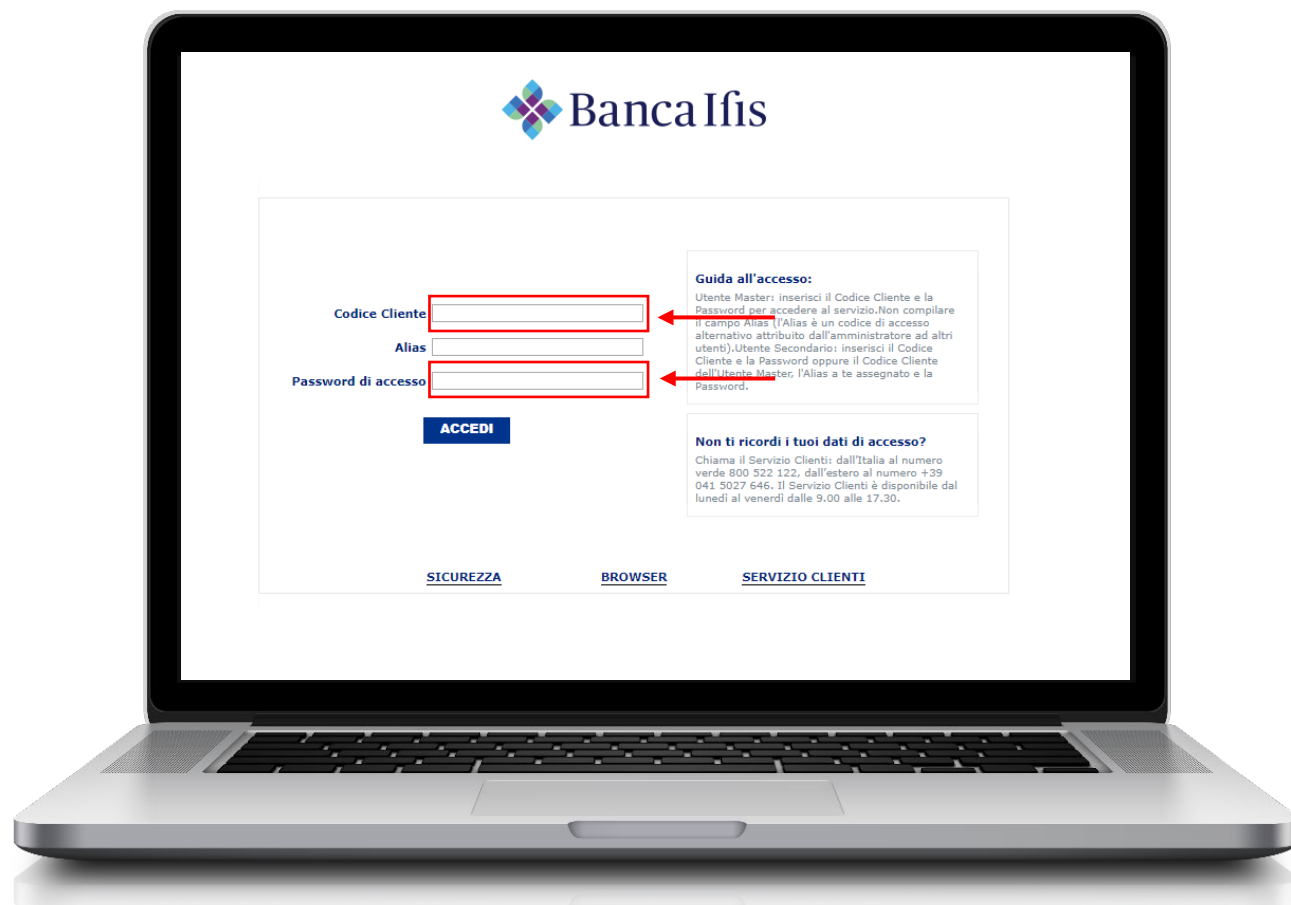 Banca Ifis
Codice Cliente
Alias
Password di accesso
ACCEDI
Guida all'accesso:
Utente Master: inserisci il Codice Cliente e la
Password per accedere al servizio.Non compilare
il campo Alias (l'Alias è un codice di accesso
alternativo attribuito dall'amministratore ad altri
utenti).Utente Secondario: inserisci il Codice
Cliente e la Password oppure il Codice Cliente
dell'Utente Master, l'Alias a te assegnato e la
Password.
Non ti ricordi i tuoi dati di accesso?
Chiama il Servizio Clienti: dall'Italia al numero
verde 800 522 122, dall'estero al numero +39
041 5027 646. Il Servizio Clienti è disponibile dal
lunedì al venerdì dalle 9.00 alle 17.30.
SICUREZZA BROWSER SERVIZIO CLIENTI